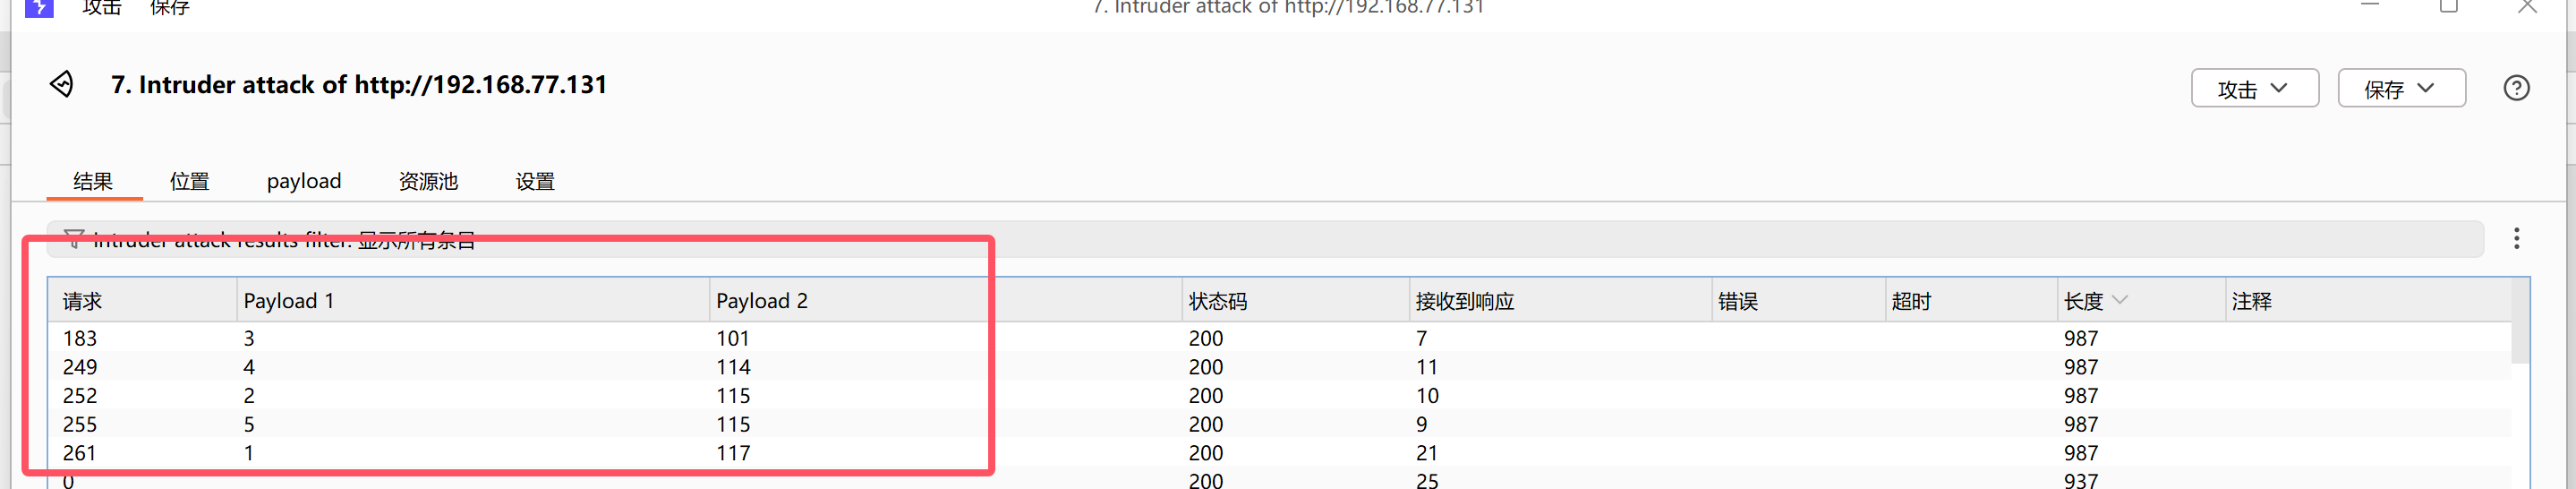 攻击 保存 7. Intruder attack of http://192.168.77.131
7. Intruder attack of http://192.168.77.131 攻击 保存
结果 位置 payload 资源池 设置
Intruder attack results filter: 显示所有条目
请求 Payload 1 Payload 2 状态码 接收到响应 错误 超时 长度 注释
183 3 101 200 7 987
249 4 114 200 11 987
252 2 115 200 10 987
255 5 115 200 9 987
261 1 117 200 21 987
0 200 25 937